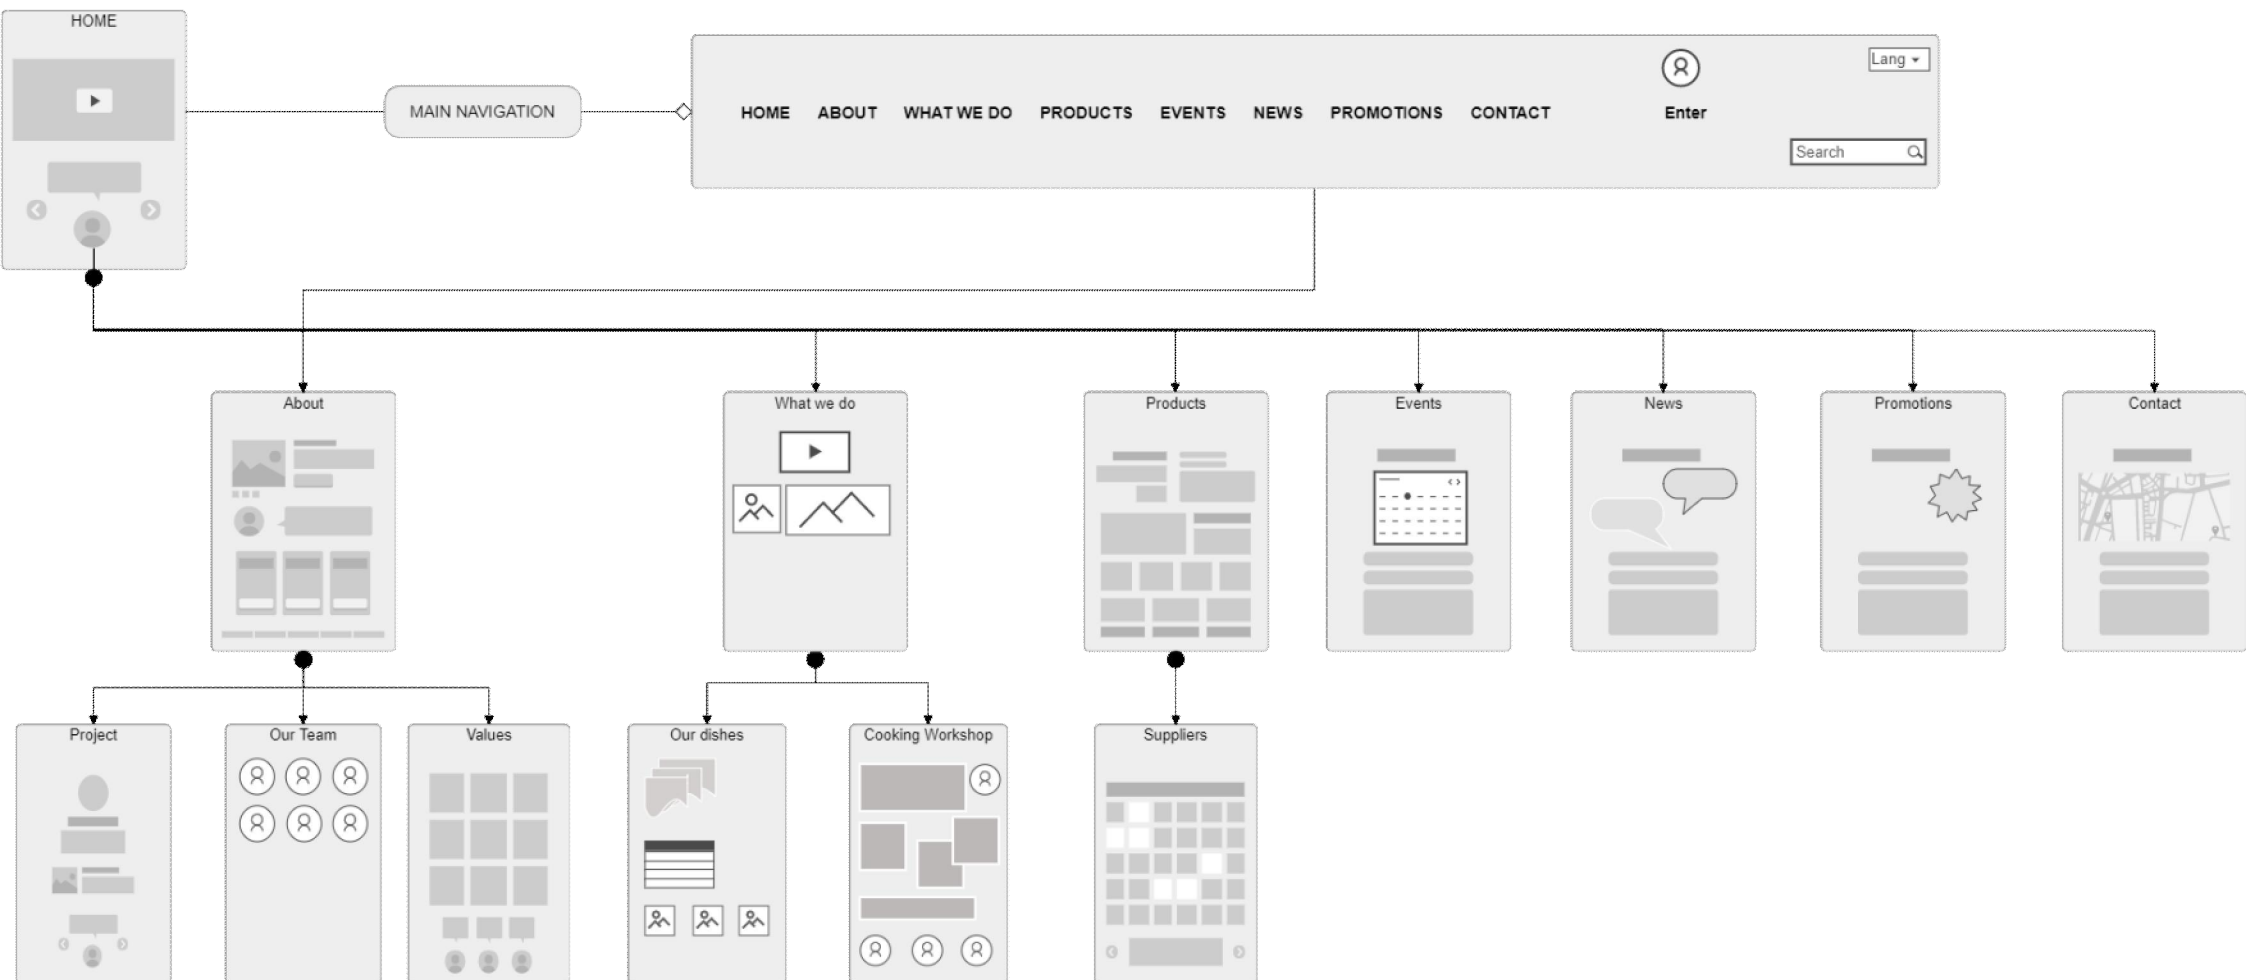 HOME
MAIN NAVIGATION
Lang
HOME ABOUT WHAT WE DO PRODUCTS EVENTS NEWS PROMOTIONS CONTACT Enter
Search
About What we do Products Events News Promotions Contact
Project Our Team Values Our dishes Cooking Workshop Suppliers